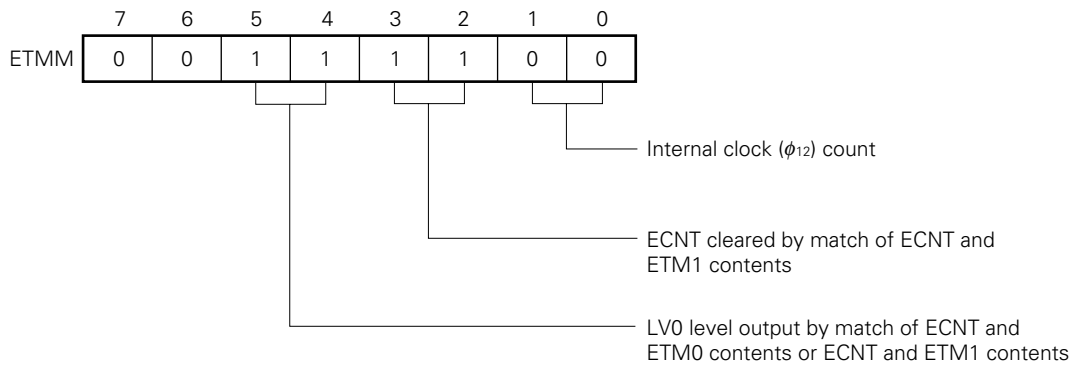 7 6 5 4 3 2 1 0
ETMM 0 0 1 1 1 1 0 0
Internal clock (ϕ12) count
ECNT cleared by match of ECNT and
ETM1 contents
LV0 level output by match of ECNT and
ETM0 contents or ECNT and ETM1 contents